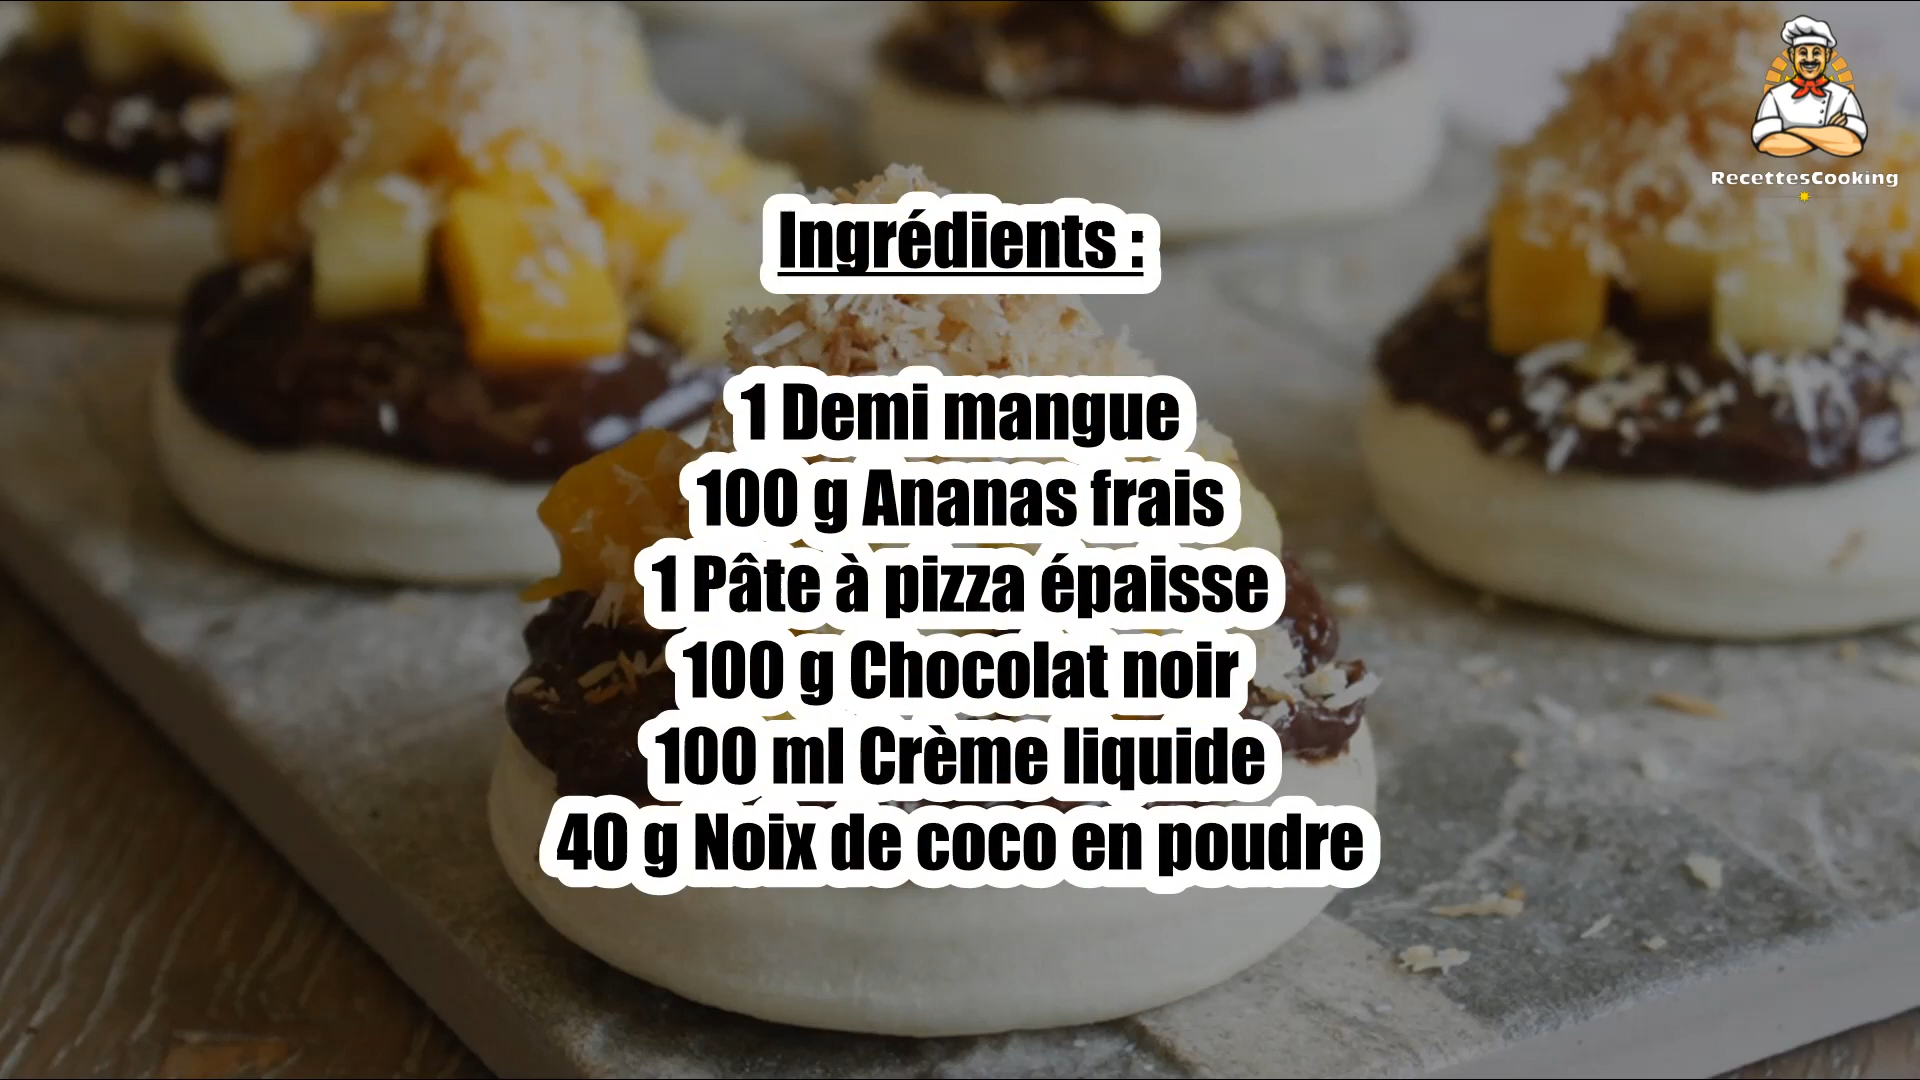 RecettesCooking
Ingrédients :
1 Demi mangue
100 g Ananas frais
1 Pâte à pizza épaisse
100 g Chocolat noir
100 ml Crème liquide
40 g Noix de coco en poudre